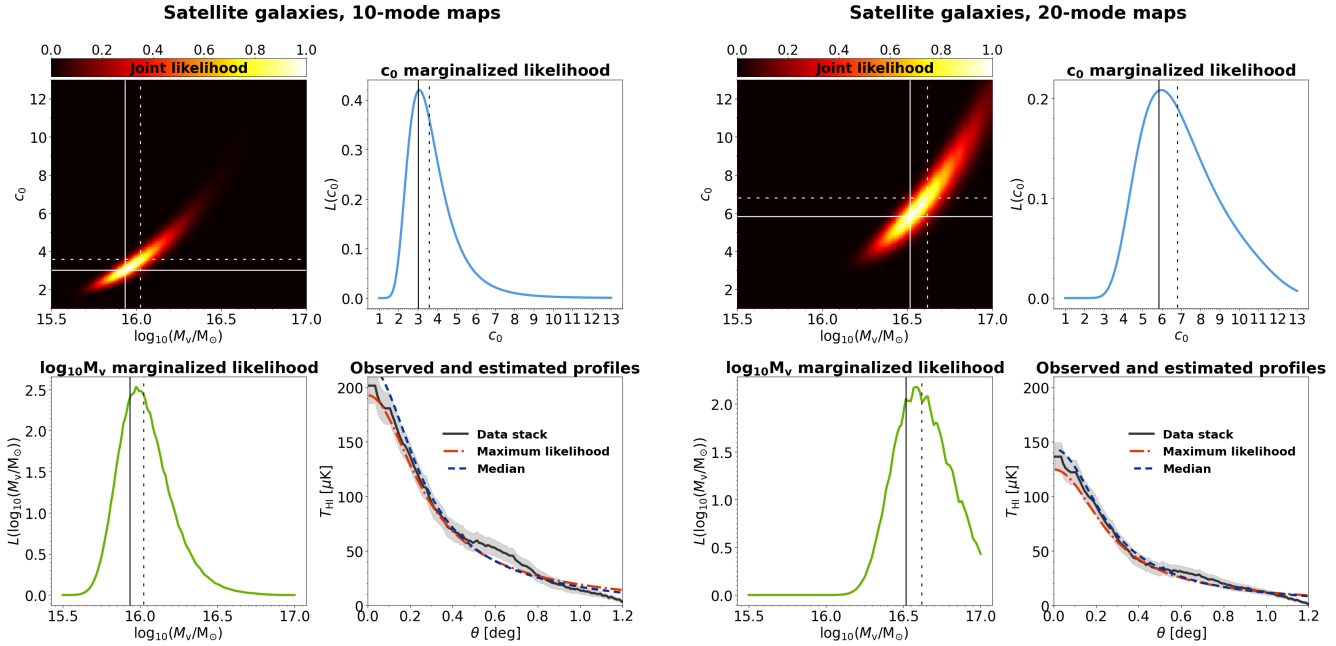 Satellite galaxies, 10-mode maps
0.0 0.2 0.4 0.6 0.8 1.0
Joint likelihood
12
10
8
6
4
2
c₀
15.5 16.0 16.5 17.0
log₁₀(Mᵥ/M☉)
c₀ marginalized likelihood
0.4
0.3
0.2
0.1
0.0
L(c₀)
1 2 3 4 5 6 7 8 9 10 11 12 13
c₀
log₁₀Mᵥ marginalized likelihood
2.5
2.0
1.5
1.0
0.5
0.0
L(log₁₀(Mᵥ/M☉))
15.5 16.0 16.5 17.0
log₁₀(Mᵥ/M☉)
Observed and estimated profiles
200
150
100
50
0
T_HI [μK]
Data stack
Maximum likelihood
Median
0.0 0.2 0.4 0.6 0.8 1.0 1.2
θ [deg]
Satellite galaxies, 20-mode maps
0.0 0.2 0.4 0.6 0.8 1.0
Joint likelihood
12
10
8
6
4
2
c₀
15.5 16.0 16.5 17.0
log₁₀(Mᵥ/M☉)
c₀ marginalized likelihood
0.2
0.1
0.0
L(c₀)
1 2 3 4 5 6 7 8 9 10 11 12 13
c₀
log₁₀Mᵥ marginalized likelihood
2.0
1.5
1.0
0.5
0.0
L(log₁₀(Mᵥ/M☉))
15.5 16.0 16.5 17.0
log₁₀(Mᵥ/M☉)
Observed and estimated profiles
200
150
100
50
0
T_HI [μK]
Data stack
Maximum likelihood
Median
0.0 0.2 0.4 0.6 0.8 1.0 1.2
θ [deg]